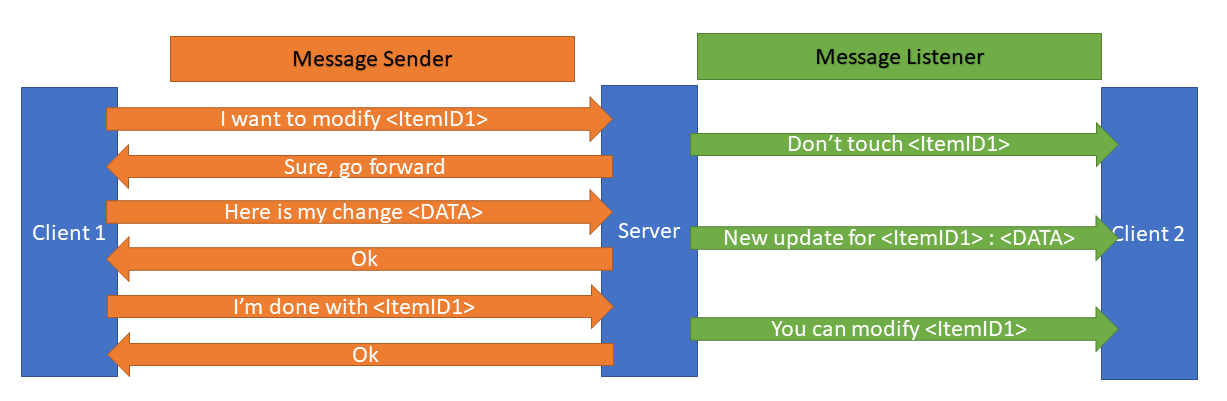 Message Sender
Message Listener
I want to modify <ItemID1>
Don’t touch <ItemID1>
Sure, go forward
Here is my change <DATA>
Client 1
Server
New update for <ItemID1> : <DATA>
Client 2
Ok
I’m done with <ItemID1>
You can modify <ItemID1>
Ok